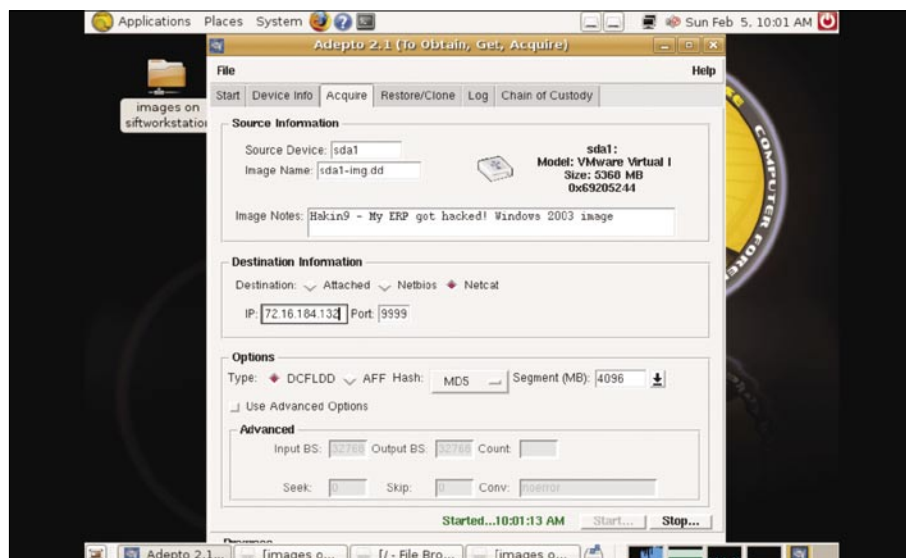 Applications Places System Sun Feb 5, 10:01 AM
Adepto 2.1 (To Obtain, Get, Acquire)
File Help
Start Device Info Acquire Restore/Clone Log Chain of Custody
images on
siftworkstation
Source Information
Source Device: sda1
Image Name: sda1-img.dd
sda1:
Model: VMware Virtual I
Size: 5368 MB
0x69205244
Image Notes: Hakin9 - My ERP got hacked! Windows 2003 image
COMPUTER FOREN
Destination Information
Destination: Attached Netbios Netcat
IP: 72.16.184.132 Port: 9999
Options
Type: DCFLDD AFF Hash: MD5 Segment (MB): 4096
Use Advanced Options
Advanced
Input BS: 32768 Output BS: 32768 Count:
Seek: 0 Skip: 0 Conv: noerror
Started...10:01:13 AM Start... Stop...
Adepto 2.1... [images o... [/ - File Bro... [images o...